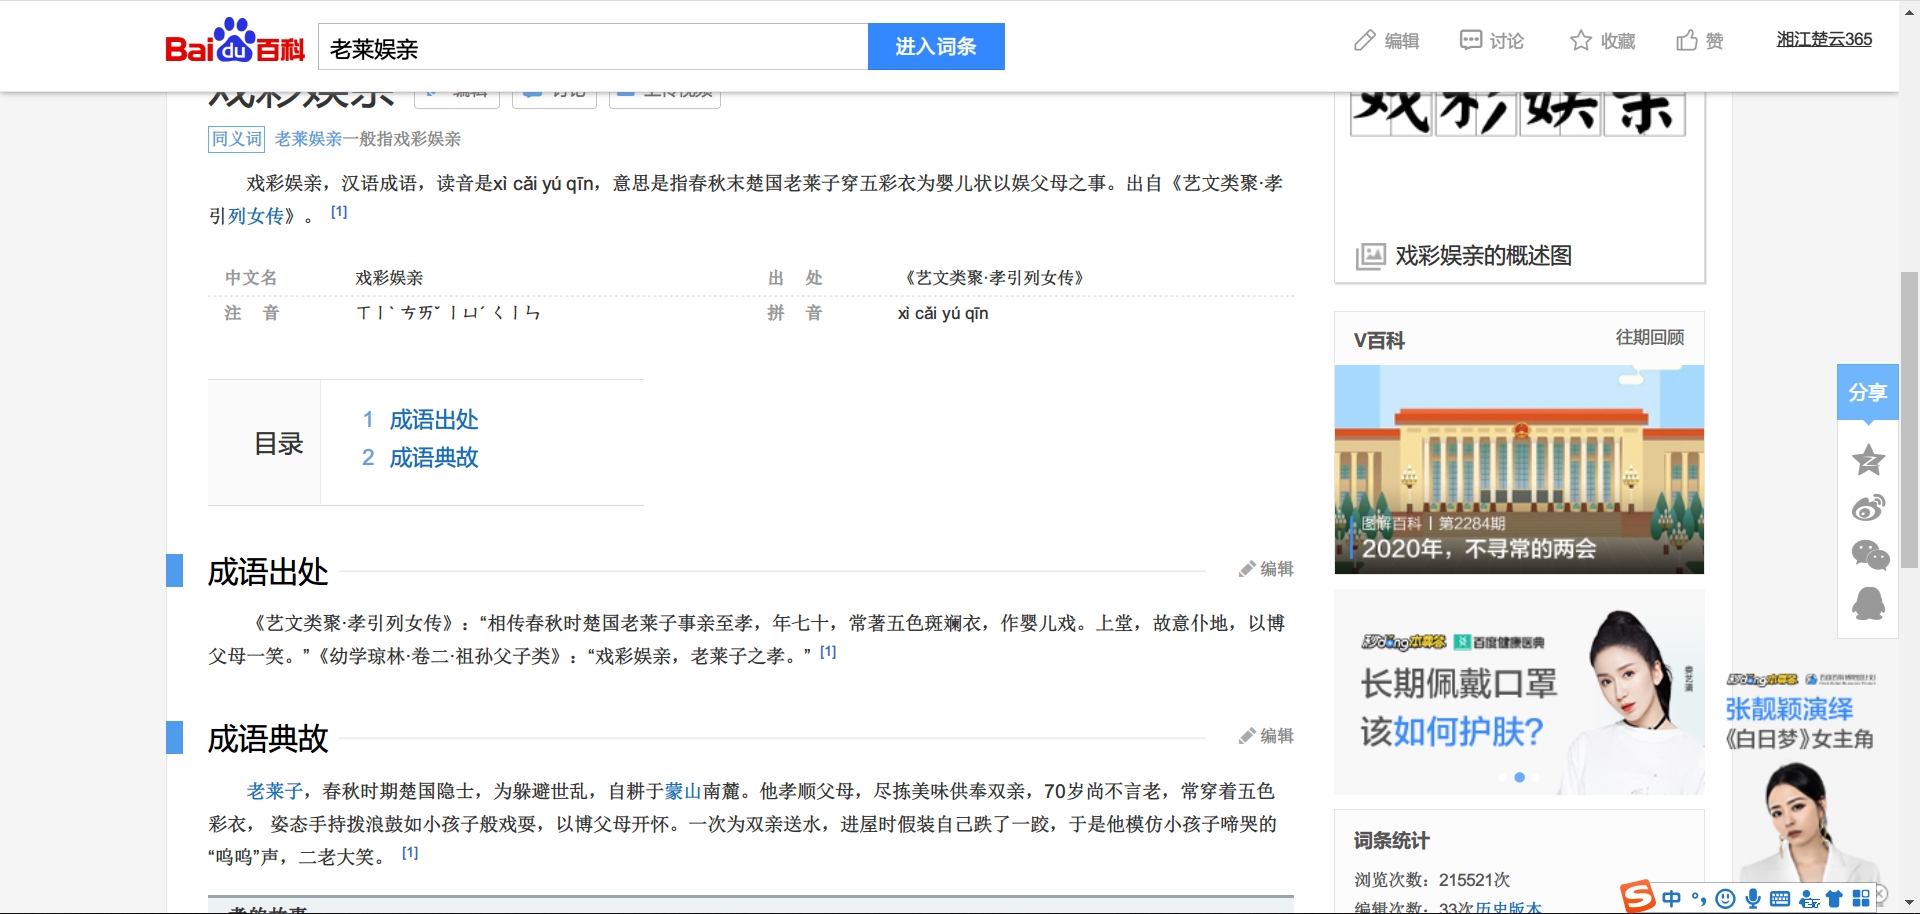 Bai du 百科
老莱娱亲
进入词条
编辑
讨论
收藏
赞
湘江楚云365
戏彩娱亲
编辑
讨论
上传视频
同义词 老莱娱亲一般指戏彩娱亲
戏彩娱亲，汉语成语，读音是xì cǎi yú qīn，意思是指春秋末楚国老莱子穿五彩衣为婴儿状以娱父母之事。出自《艺文类聚·孝
引列女传》。 [1]
中文名 戏彩娱亲 出 处 《艺文类聚·孝引列女传》
注 音 ㄒㄧˋ ㄘㄞˇ ㄧㄩˊ ㄑㄧㄣ 拼 音 xì cǎi yú qīn
目录
1 成语出处
2 成语典故
成语出处
编辑
《艺文类聚·孝引列女传》：“相传春秋时楚国老莱子事亲至孝，年七十，常著五色斑斓衣，作婴儿戏。上堂，故意仆地，以博
父母一笑。”《幼学琼林·卷二·祖孙父子类》：“戏彩娱亲，老莱子之孝。” [1]
成语典故
编辑
老莱子，春秋时期楚国隐士，为躲避世乱，自耕于蒙山南麓。他孝顺父母，尽拣美味供奉双亲，70岁尚不言老，常穿着五色
彩衣， 姿态手持拨浪鼓如小孩子般戏耍，以博父母开怀。一次为双亲送水，进屋时假装自己跌了一跤，于是他模仿小孩子啼哭的
“呜呜”声，二老大笑。 [1]
戏彩娱亲
戏彩娱亲的概述图
V百科
往期回顾
图解百科丨第2284期
2020年，不寻常的两会
百度健康医典
长期佩戴口罩
该如何护肤？
娄艺潇
词条统计
浏览次数：215521次
编辑次数：33次历史版本
分享
张靓颖演绎
《白日梦》女主角
中